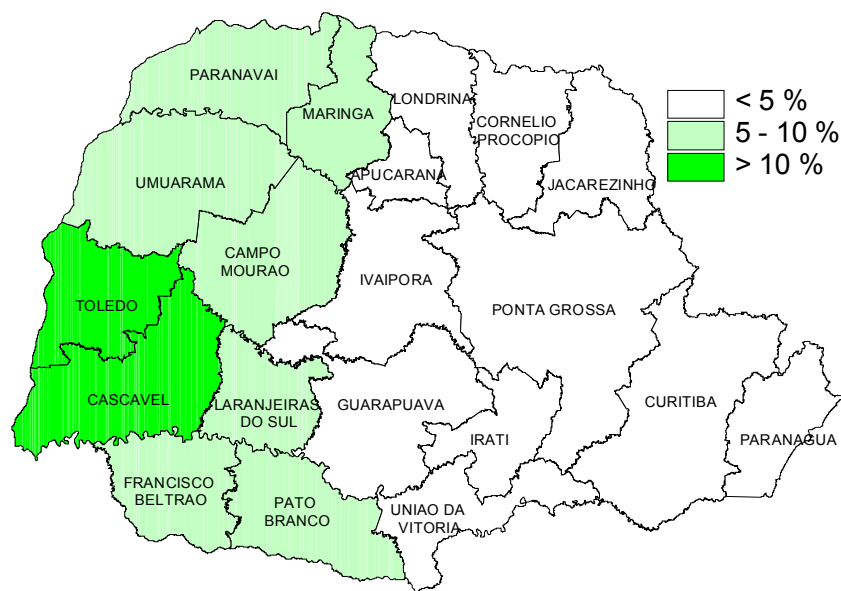 PARANAVAI
MARINGA
LONDRINA
CORNELIO
PROCOPIO
JACAREZINHO
APUCARANA
UMUARAMA
CAMPO
MOURAO
IVAIPORA
TOLEDO
PONTA GROSSA
CASCAVEL
LARANJEIRAS
DO SUL
GUARAPUAVA
IRATI
CURITIBA
PARANAGUA
FRANCISCO
BELTRAO
PATO
BRANCO
UNIAO DA
VITORIA
< 5 %
5 - 10 %
> 10 %